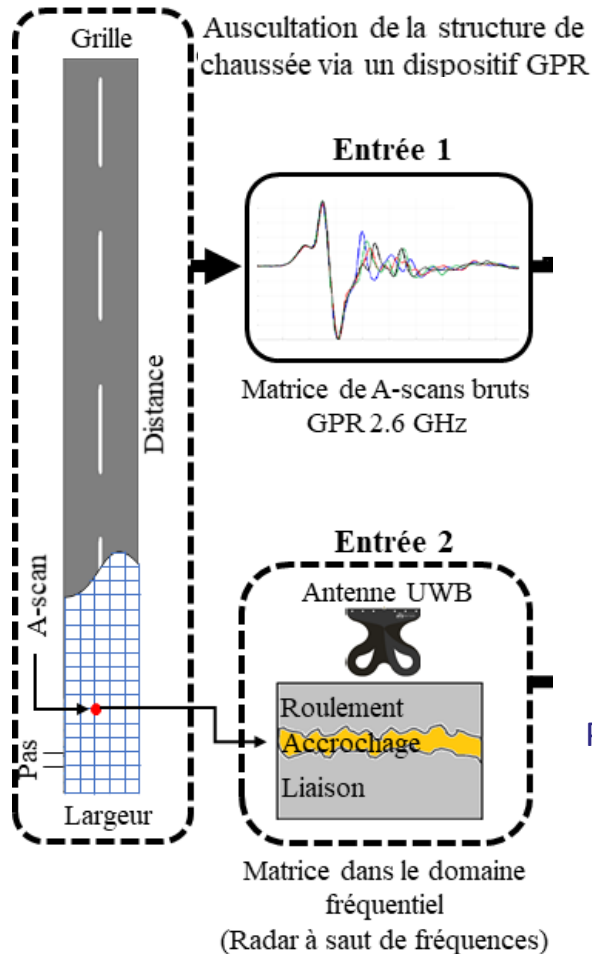 Grille
Auscultation de la structure de
chaussée via un dispositif GPR
Entrée 1
Matrice de A-scans bruts
GPR 2.6 GHz
Distance
A-scan
Pas
Largeur
Entrée 2
Antenne UWB
Roulement
Accrochage
Liaison
Matrice dans le domaine
fréquentiel
(Radar à saut de fréquences)